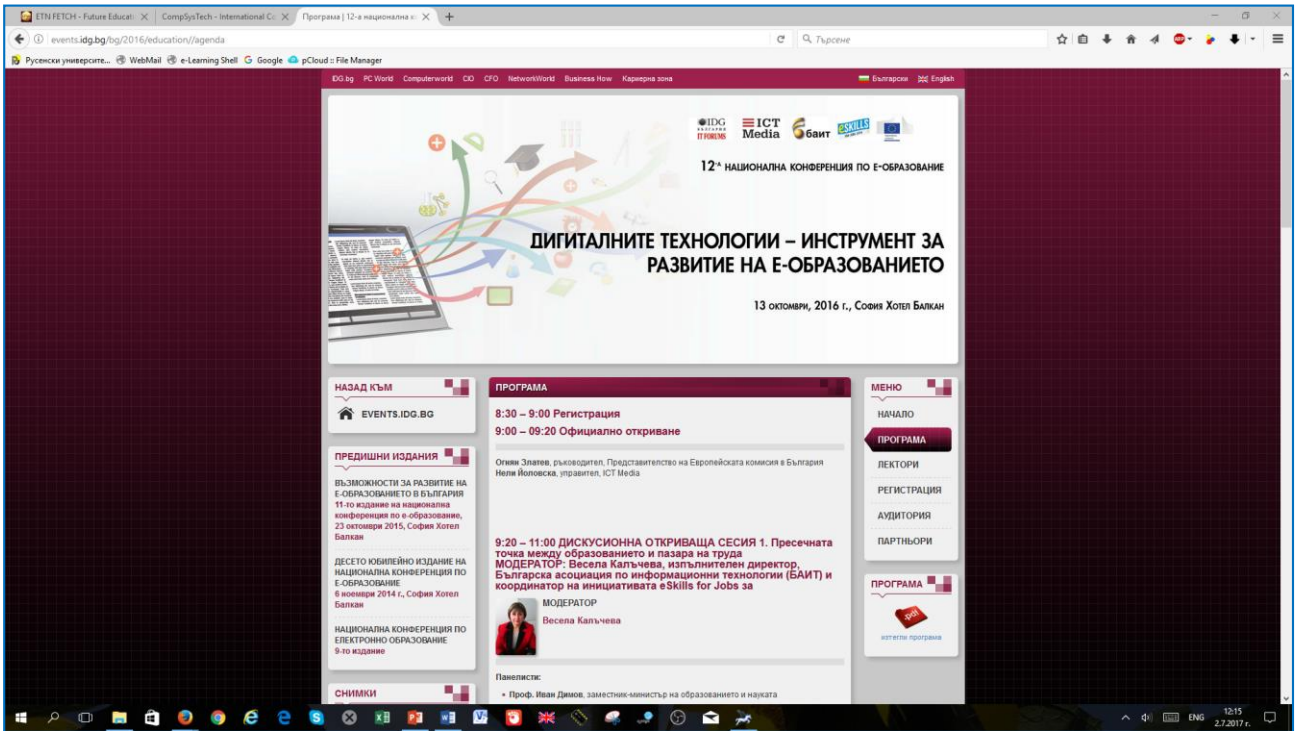 ETN FETCH - Future Educati
CompSysTech - International Co
Програма | 12-а национална к
events.idg.bg/bg/2016/education//agenda
Търсене
Русенски университе...
WebMail
e-Learning Shell
Google
pCloud :: File Manager
IDG.bg PC World Computerworld CIO CFO NetworkWorld Business How Кариерна зона
Български English
IDG
БЪЛГАРИЯ
IT FORUMS
ICT
Media
баит
eSKILLS
12-А НАЦИОНАЛНА КОНФЕРЕНЦИЯ ПО Е-ОБРАЗОВАНИЕ
ДИГИТАЛНИТЕ ТЕХНОЛОГИИ – ИНСТРУМЕНТ ЗА
РАЗВИТИЕ НА Е-ОБРАЗОВАНИЕТО
13 октомври, 2016 г., София Хотел Балкан
НАЗАД КЪМ
EVENTS.IDG.BG
ПРЕДИШНИ ИЗДАНИЯ
ВЪЗМОЖНОСТИ ЗА РАЗВИТИЕ НА
Е-ОБРАЗОВАНИЕТО В БЪЛГАРИЯ
11-то издание на национална
конференция по е-образование,
23 октомври 2015, София Хотел
Балкан
ДЕСЕТО ЮБИЛЕЙНО ИЗДАНИЕ НА
НАЦИОНАЛНА КОНФЕРЕНЦИЯ ПО
Е-ОБРАЗОВАНИЕ
6 ноември 2014 г., София Хотел
Балкан
НАЦИОНАЛНА КОНФЕРЕНЦИЯ ПО
ЕЛЕКТРОННО ОБРАЗОВАНИЕ
9-то издание
СНИМКИ
ПРОГРАМА
8:30 – 9:00 Регистрация
9:00 – 09:20 Официално откриване
Огнян Златев, ръководител, Представителство на Европейската комисия в България
Нели Йоловска, управител, ICT Media
9:20 – 11:00 ДИСКУСИОННА ОТКРИВАЩА СЕСИЯ 1. Пресечната
точка между образованието и пазара на труда
МОДЕРАТОР: Весела Калъчева, изпълнителен директор,
Българска асоциация по информационни технологии (БАИТ) и
координатор на инициативата eSkills for Jobs за
МОДЕРАТОР
Весела Калъчева
Панелисти:
• Проф. Иван Димов, заместник-министър на образованието и науката
МЕНЮ
НАЧАЛО
ПРОГРАМА
ЛЕКТОРИ
РЕГИСТРАЦИЯ
АУДИТОРИЯ
ПАРТНЬОРИ
ПРОГРАМА
.pdf
изтегли програма
ENG
12:15
2.7.2017 г.